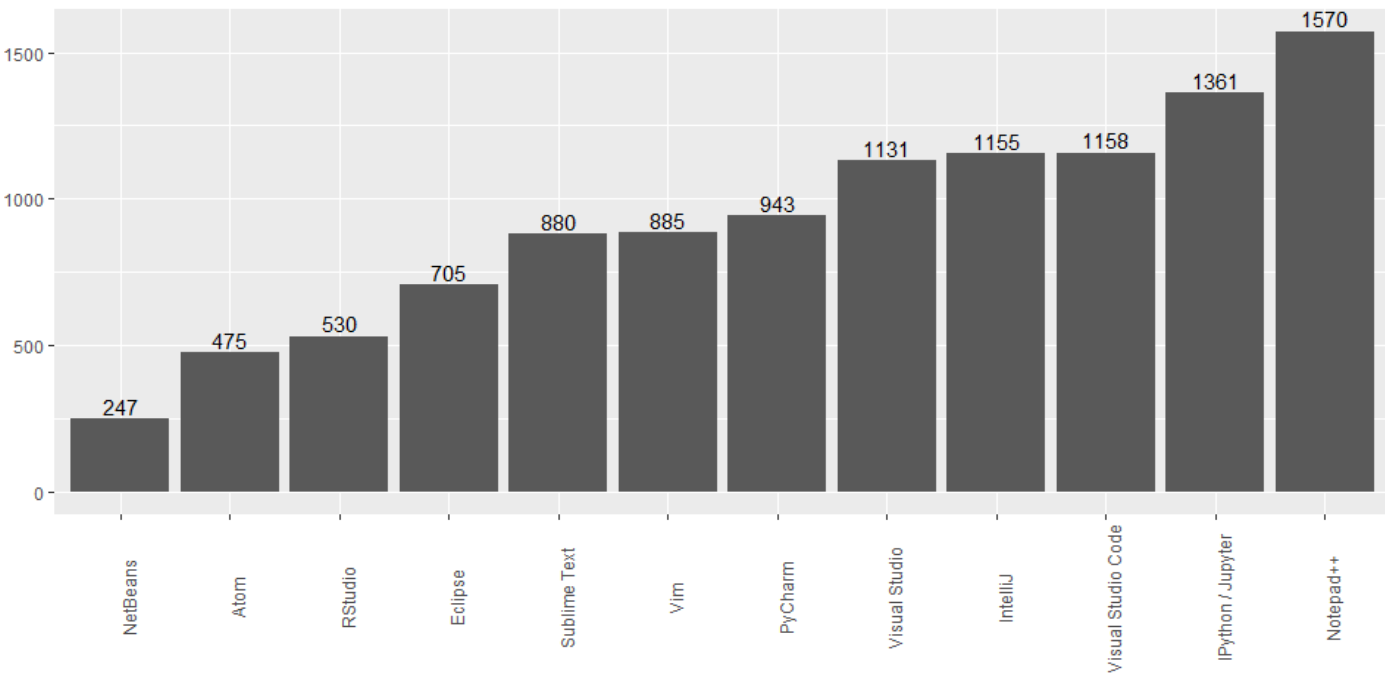 1500
1000
500
0
247
475
530
705
880
885
943
1131
1155
1158
1361
1570
NetBeans
Atom
RStudio
Eclipse
Sublime Text
Vim
PyCharm
Visual Studio
IntelliJ
Visual Studio Code
IPython / Jupyter
Notepad++